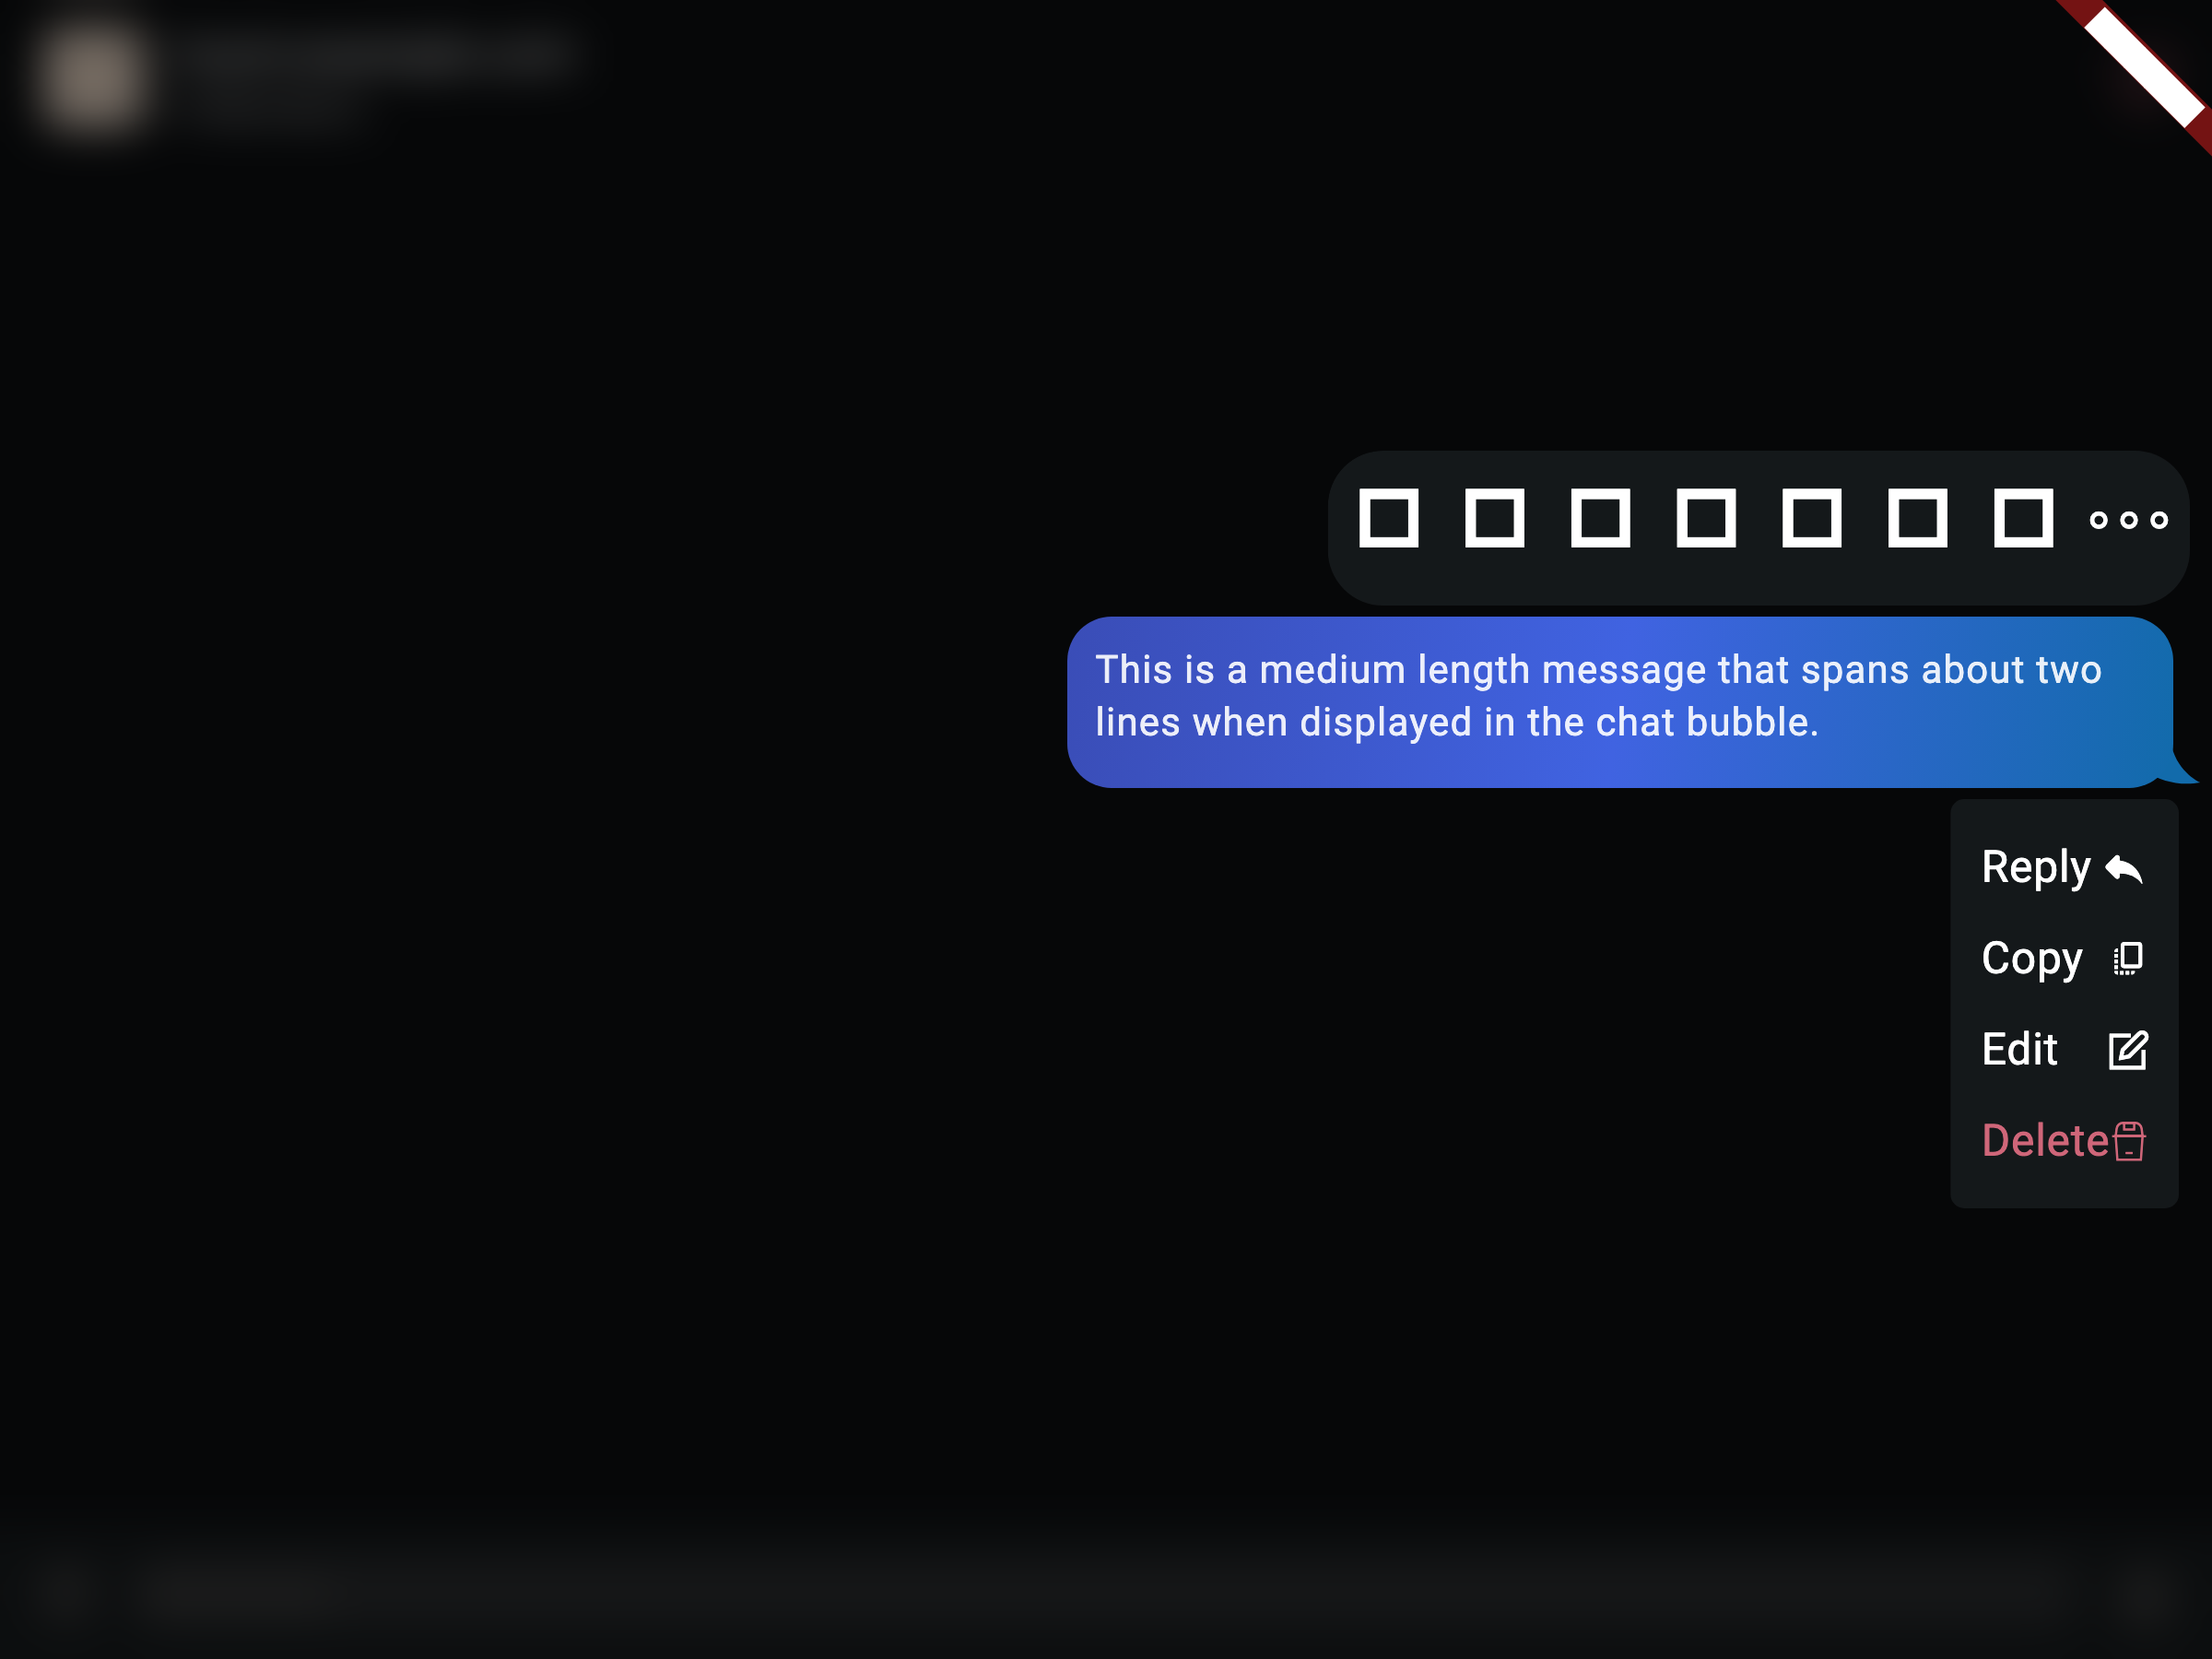 This is a medium length message that spans about two
lines when displayed in the chat bubble.
Reply
Copy
Edit
Delete